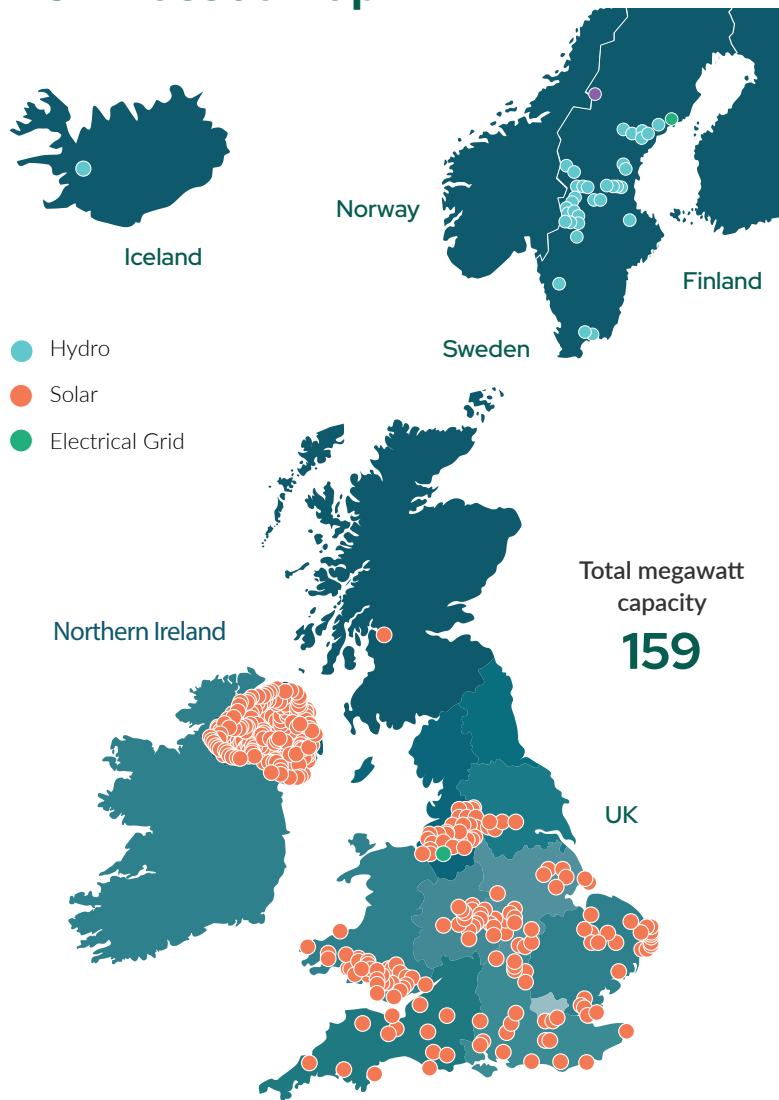 Iceland
Norway
Finland
Sweden
Hydro
Solar
Electrical Grid
Total megawatt
capacity
159
Northern Ireland
UK